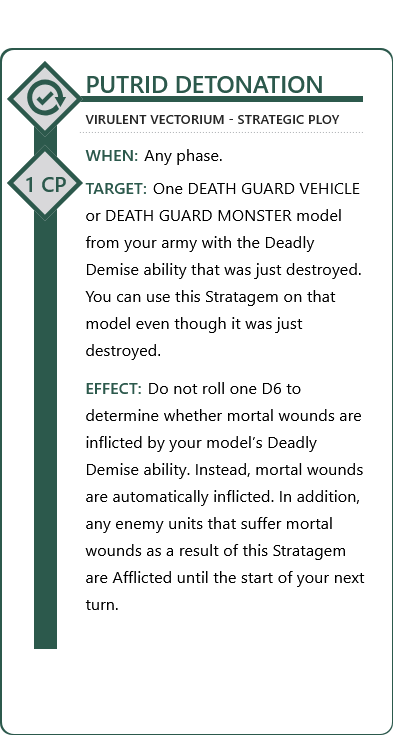 PUTRID DETONATION
VIRULENT VECTORIUM - STRATEGIC PLOY
1 CP
WHEN: Any phase.
TARGET: One DEATH GUARD VEHICLE
or DEATH GUARD MONSTER model
from your army with the Deadly
Demise ability that was just destroyed.
You can use this Stratagem on that
model even though it was just
destroyed.
EFFECT: Do not roll one D6 to
determine whether mortal wounds are
inflicted by your model’s Deadly
Demise ability. Instead, mortal wounds
are automatically inflicted. In addition,
any enemy units that suffer mortal
wounds as a result of this Stratagem
are Afflicted until the start of your next
turn.